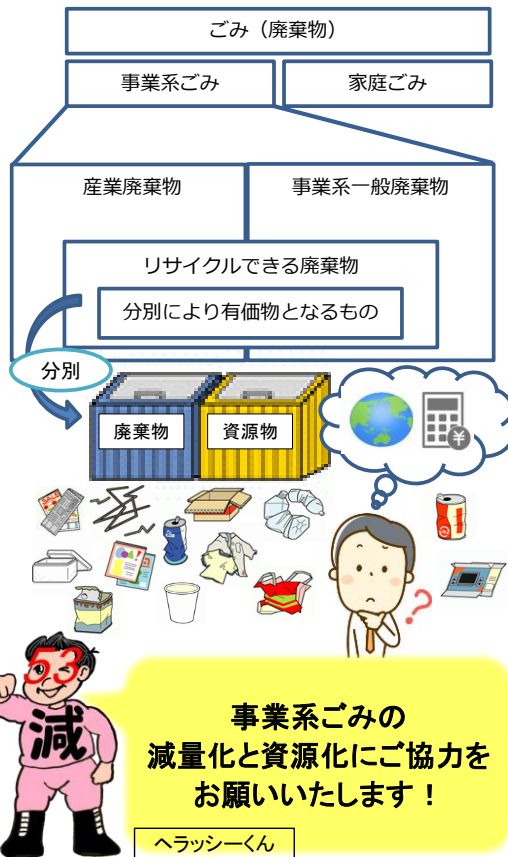 ごみ（廃棄物）
事業系ごみ
家庭ごみ
産業廃棄物
事業系一般廃棄物
リサイクルできる廃棄物
分別により有価物となるもの
分別
廃棄物
資源物
¥
SALE
?
53
減
事業系ごみの
減量化と資源化にご協力を
お願いいたします！
ヘラッシーくん